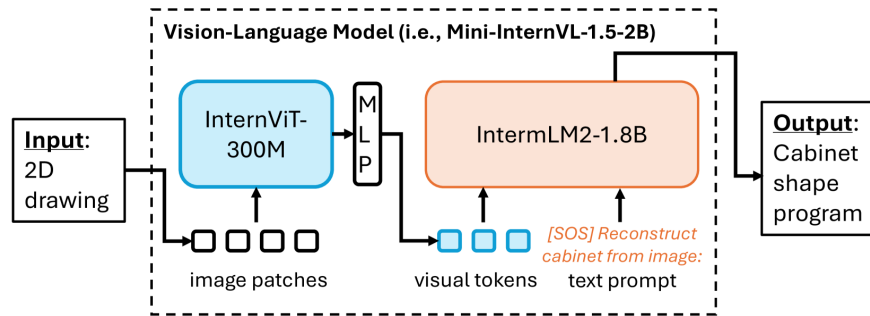 Vision-Language Model (i.e., Mini-InternVL-1.5-2B)
Input:
2D
drawing
InternViT-
300M
M
L
P
IntermLM2-1.8B
Output:
Cabinet
shape
program
image patches
visual tokens
[SOS] Reconstruct
cabinet from image:
text prompt